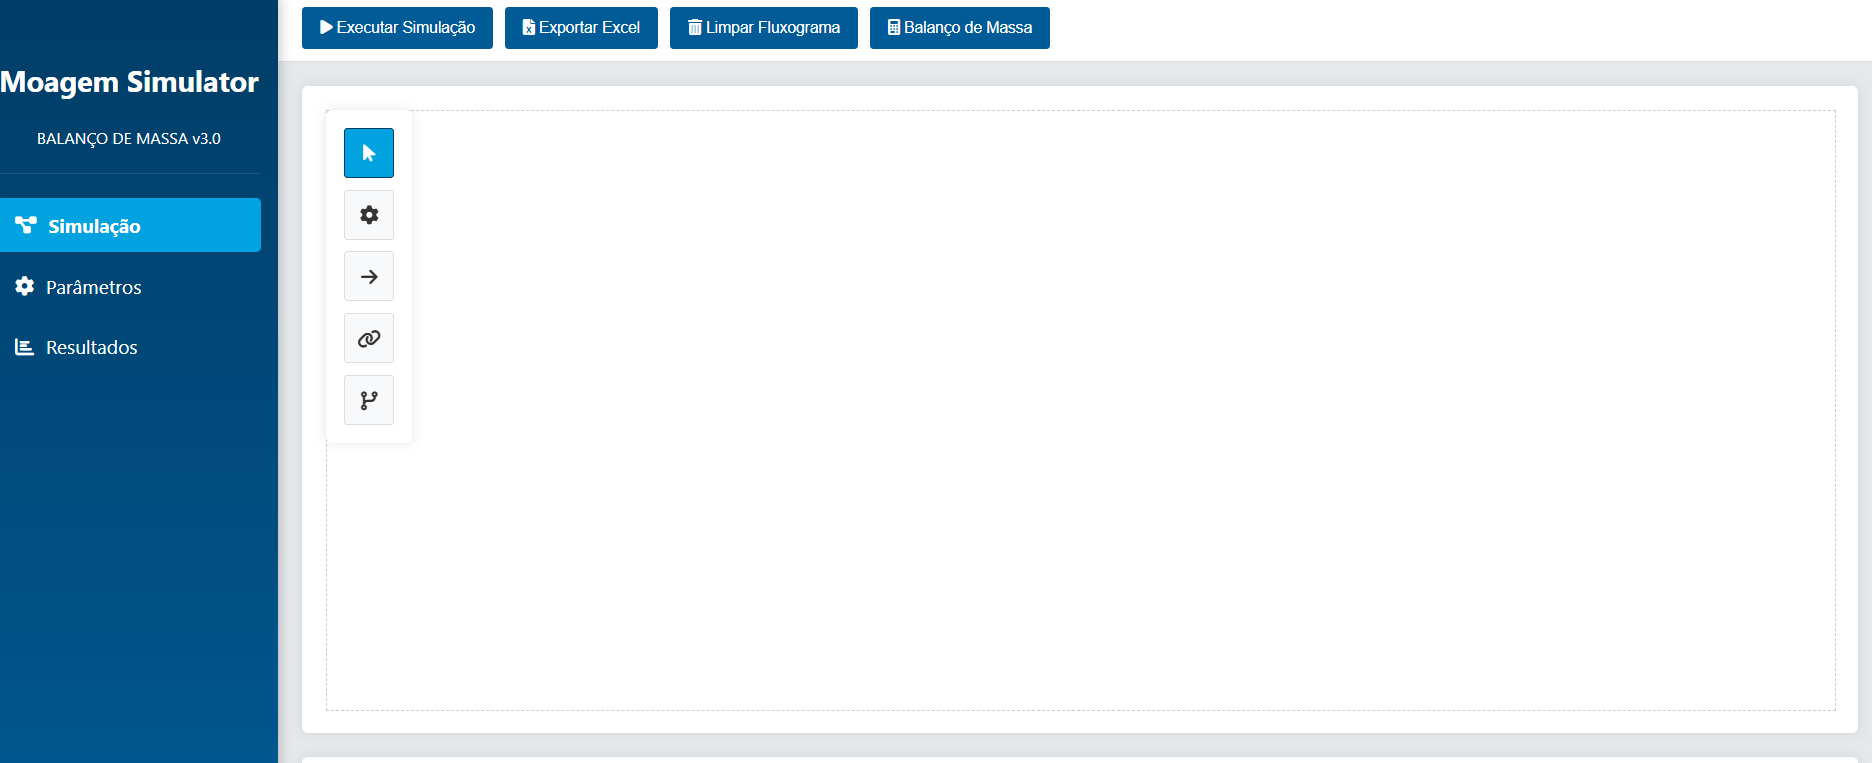 Moagem Simulator
BALANÇO DE MASSA v3.0
Simulação
Parâmetros
Resultados
Executar Simulação
Exportar Excel
Limpar Fluxograma
Balanço de Massa